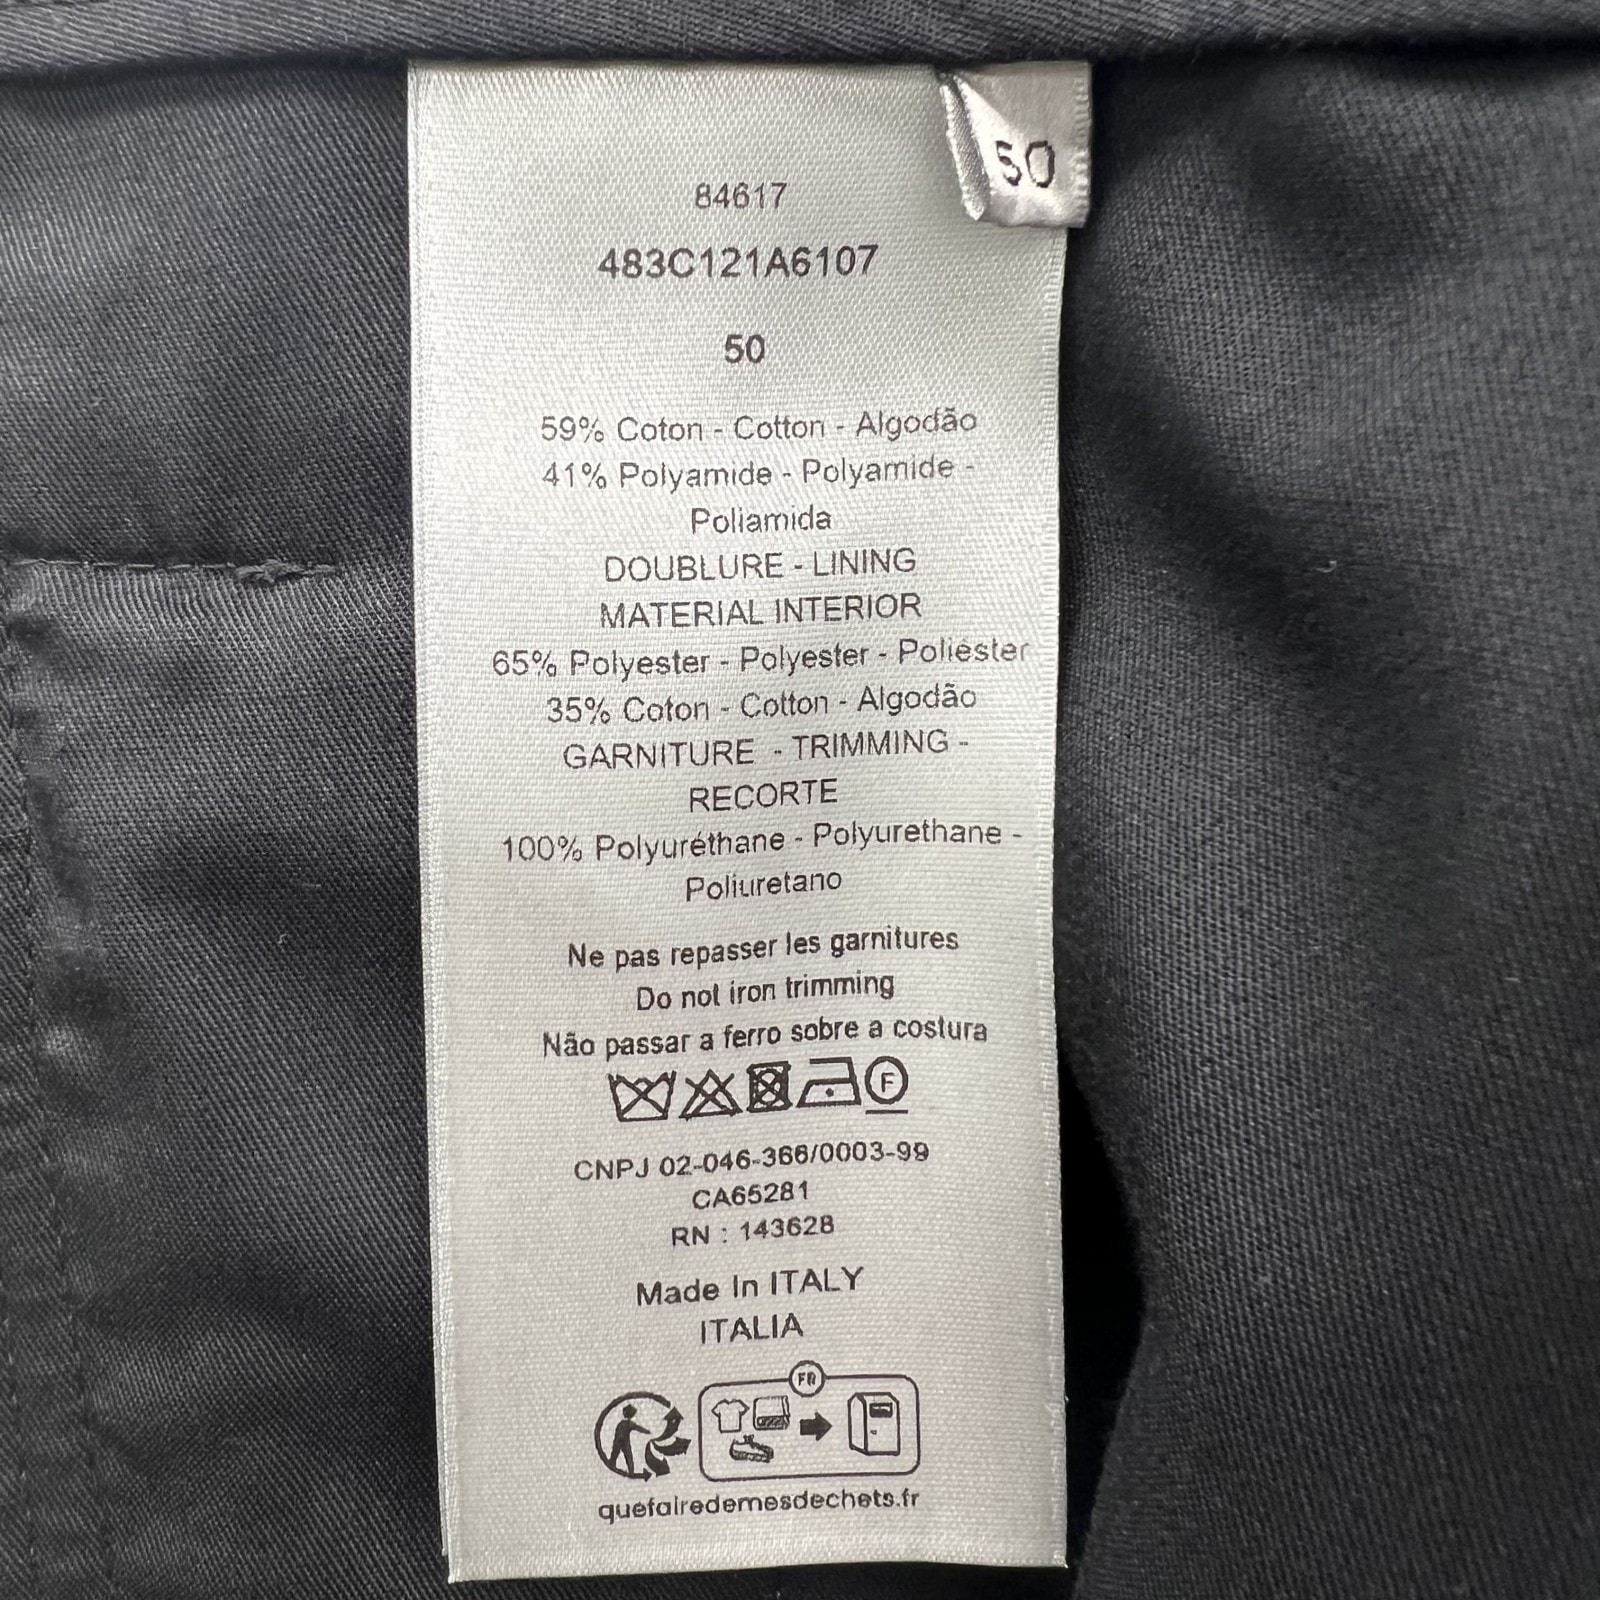 50
84617
483C121A6107
50
59% Coton - Cotton - Algodão
41% Polyamide - Polyamide -
Poliamida
DOUBLURE - LINING
MATERIAL INTERIOR
65% Polyester - Polyester - Poliéster
35% Coton - Cotton - Algodão
GARNITURE - TRIMMING -
RECORTE
100% Polyuréthane - Polyurethane -
Poliuretano
Ne pas repasser les garnitures
Do not iron trimming
Não passar a ferro sobre a costura
F
CNPJ 02-046-366/0003-99
CA65281
RN : 143628
Made In ITALY
ITALIA
FR
quefairedemesdechets.fr